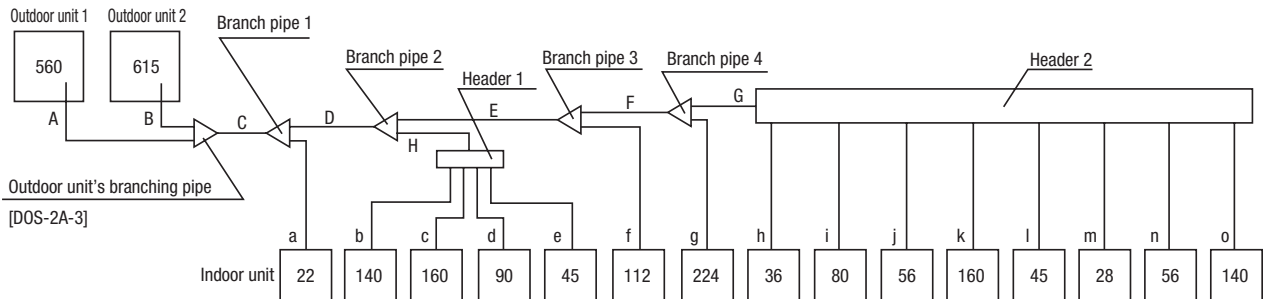 Outdoor unit 1 Outdoor unit 2
Branch pipe 1
Branch pipe 2
Header 1
Branch pipe 3
Branch pipe 4
Header 2
560 615
A B C D E F G
H
Outdoor unit's branching pipe
[DOS-2A-3]
a b c d e f g h i j k l m n o
Indoor unit 22 140 160 90 45 112 224 36 80 56 160 45 28 56 140